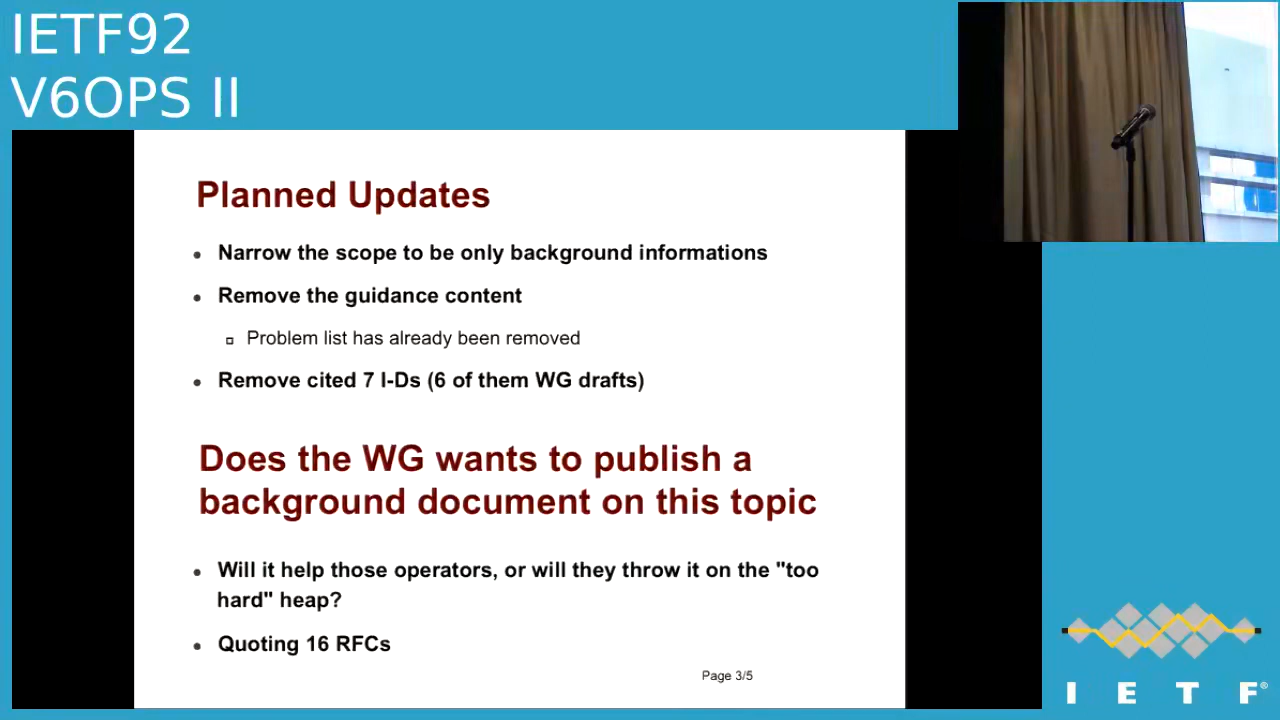 IETF92
V6OPS II
Planned Updates
• Narrow the scope to be only background informations
• Remove the guidance content
Problem list has already been removed
• Remove cited 7 I-Ds (6 of them WG drafts)
Does the WG wants to publish a
background document on this topic
• Will it help those operators, or will they throw it on the "too
hard" heap?
• Quoting 16 RFCs
Page 3/5
I E T F®